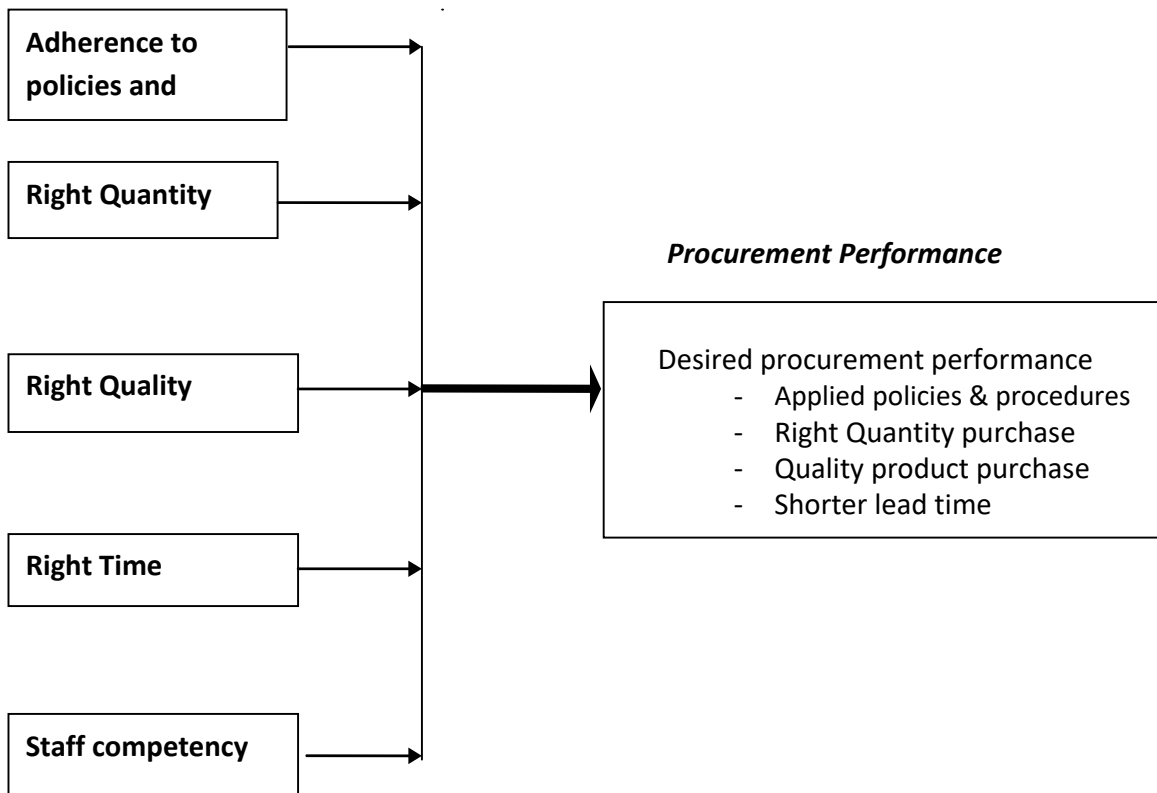 Adherence to
policies and
Right Quantity
Right Quality
Right Time
Staff competency
Procurement Performance
Desired procurement performance
- Applied policies & procedures
- Right Quantity purchase
- Quality product purchase
- Shorter lead time